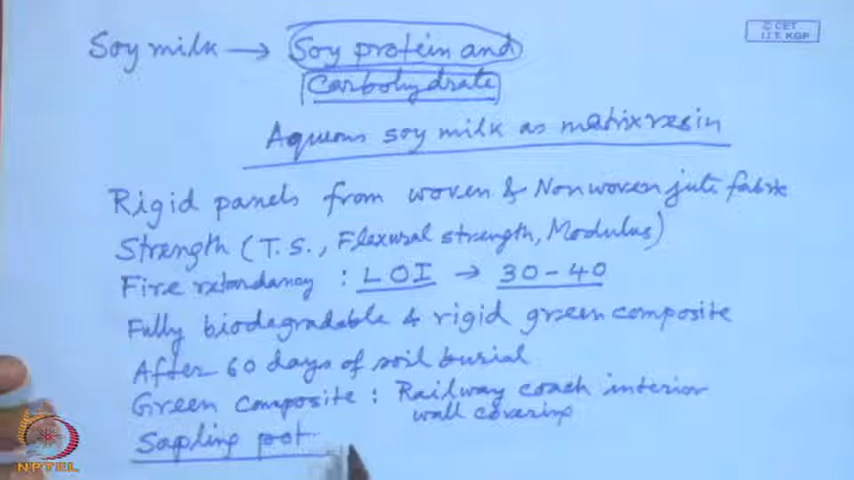 Soy milk → Soy protein and
Carbohydrate
© CET
I.I.T. KGP
Aqueous soy milk as matrix resin
Rigid panels from woven & Nonwoven jute fabric
Strength (T.S., Flexural strength, Modulus)
Fire retardancy : LOI → 30-40
Fully biodegradable & rigid green composite
After 60 days of soil burial
Green composite : Railway coach interior
wall covering
Sapling pot
NPTEL